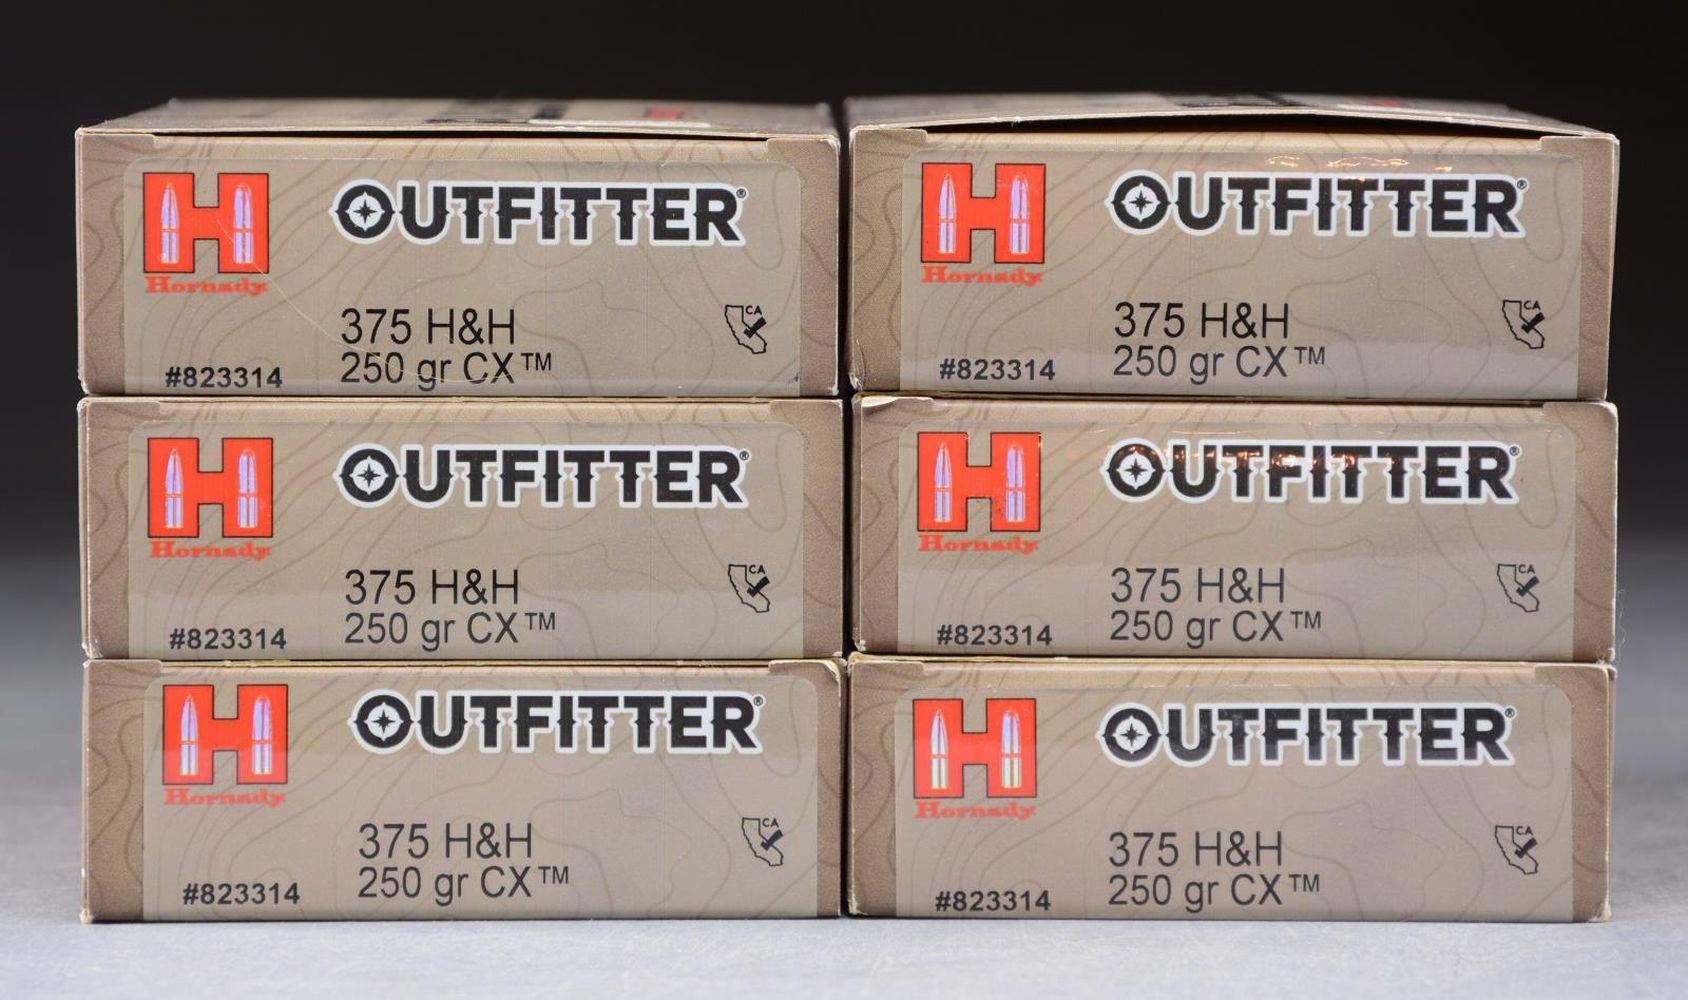 OUTFITTER®
Hornady
375 H&H
CA
#823314
250 gr CX™
OUTFITTER®
Hornady
375 H&H
CA
#823314
250 gr CX™
OUTFITTER®
Hornady
375 H&H
CA
#823314
250 gr CX™
OUTFITTER®
Hornady
375 H&H
CA
#823314
250 gr CX™
OUTFITTER®
Hornady
375 H&H
CA
#823314
250 gr CX™
OUTFITTER®
Hornady
375 H&H
CA
#823314
250 gr CX™